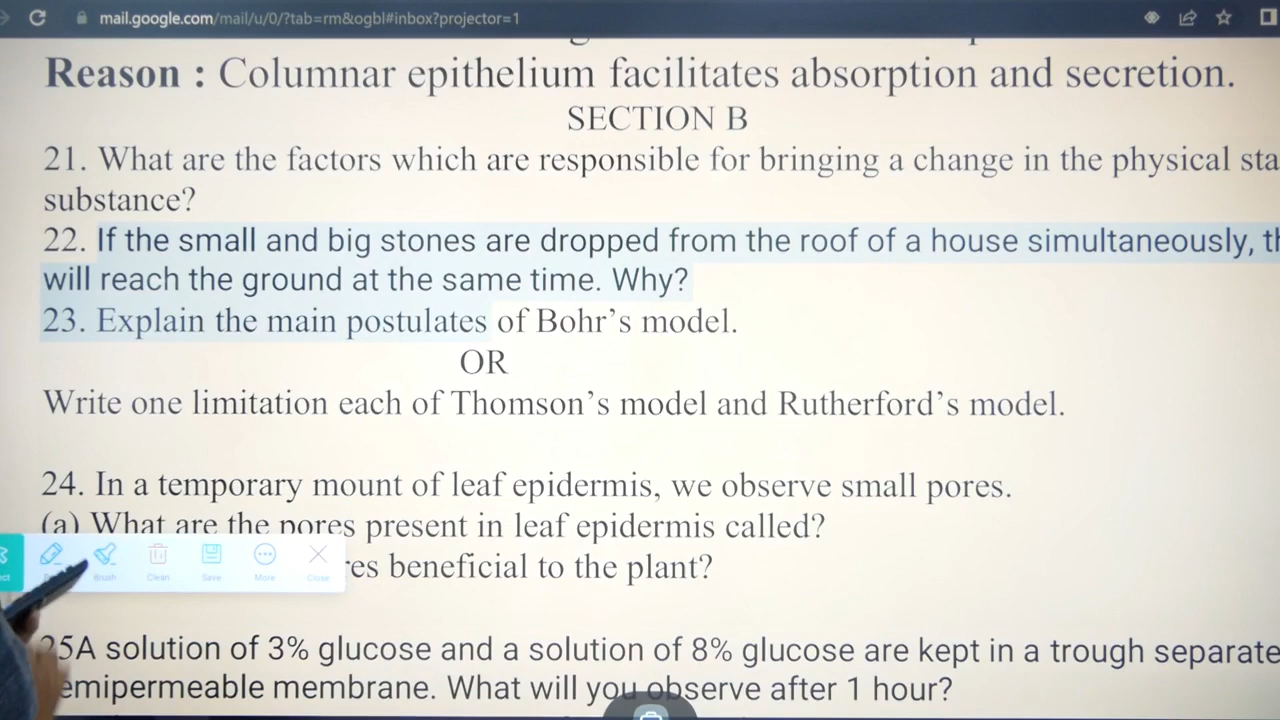 mail.google.com/mail/u/0/?tab=rm&ogbl#inbox?projector=1
Reason : Columnar epithelium facilitates absorption and secretion.
SECTION B
21. What are the factors which are responsible for bringing a change in the physical sta
substance?
22. If the small and big stones are dropped from the roof of a house simultaneously, th
will reach the ground at the same time. Why?
23. Explain the main postulates of Bohr's model.
OR
Write one limitation each of Thomson's model and Rutherford's model.
24. In a temporary mount of leaf epidermis, we observe small pores.
(a) What are the pores present in leaf epidermis called?
res beneficial to the plant?
Brush Clean Save More Close
25A solution of 3% glucose and a solution of 8% glucose are kept in a trough separate
emipermeable membrane. What will you observe after 1 hour?